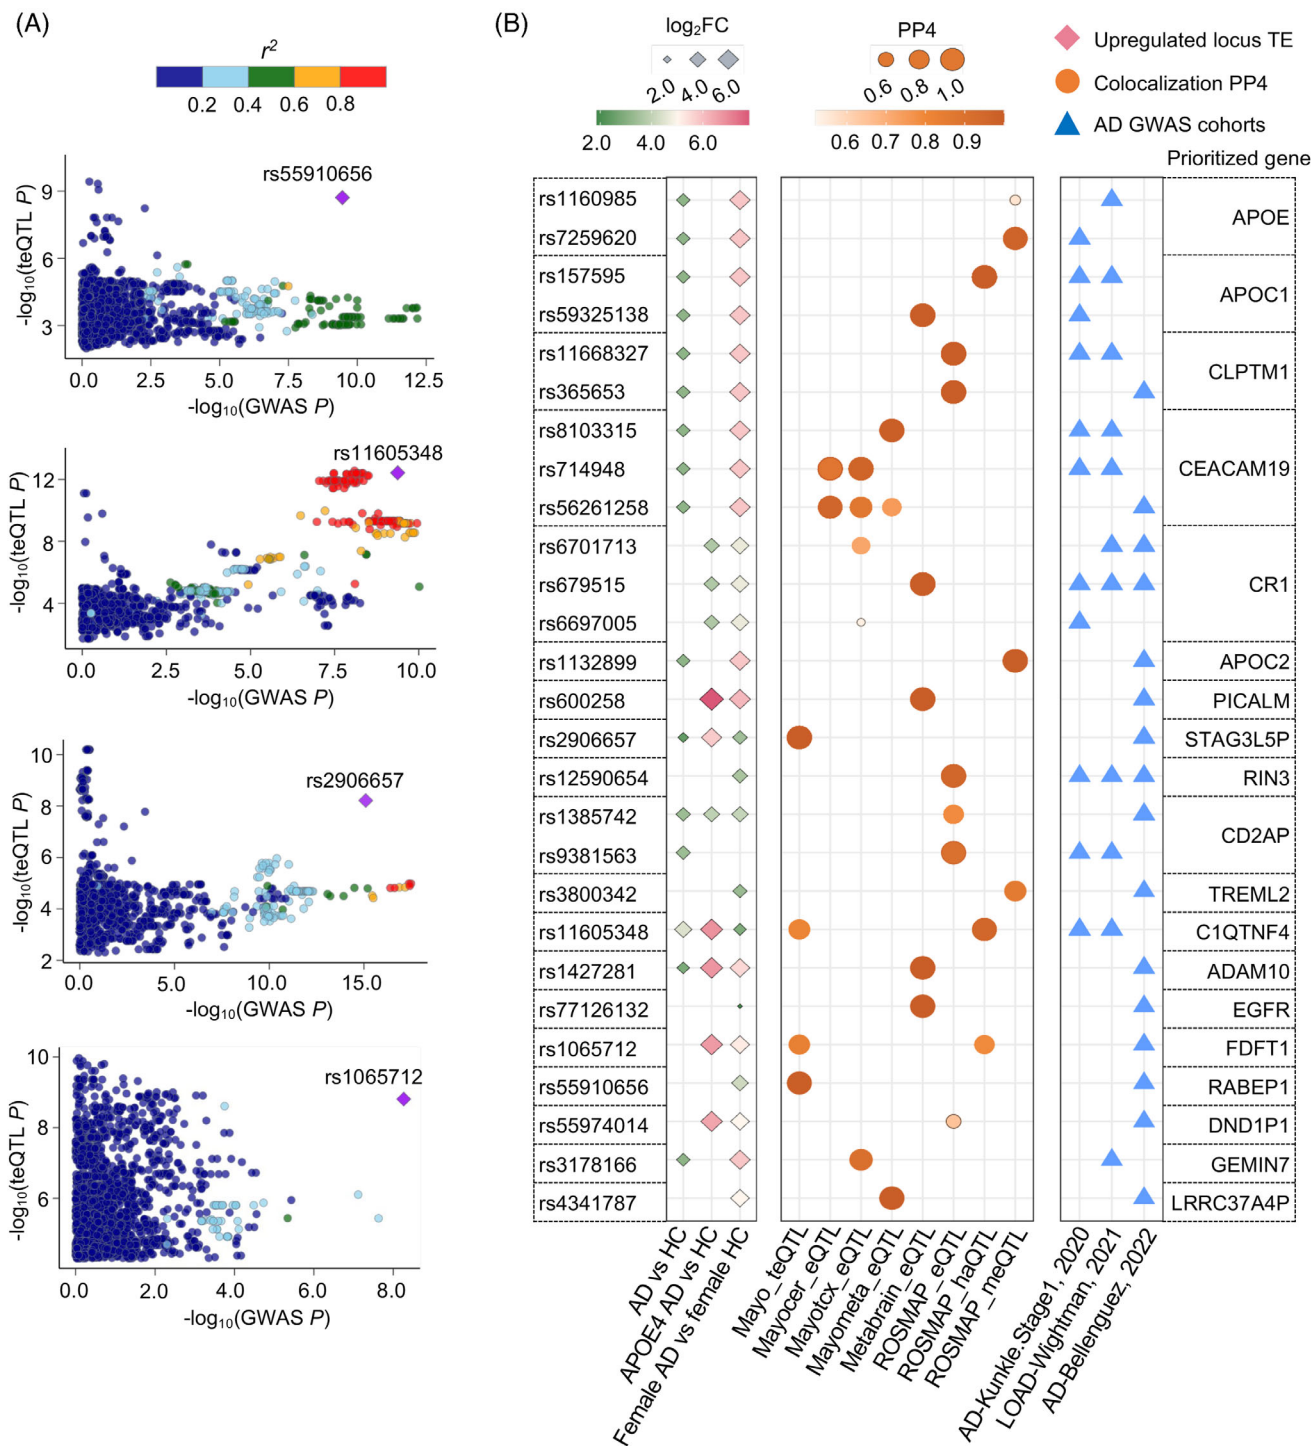 (A)
r²
0.2 0.4 0.6 0.8
rs55910656
-log₁₀(teQTL P)
9
6
3
0.0 2.5 5.0 7.5 10.0 12.5
-log₁₀(GWAS P)
rs11605348
-log₁₀(teQTL P)
12
8
4
0.0 2.5 5.0 7.5 10.0
-log₁₀(GWAS P)
rs2906657
-log₁₀(teQTL P)
10
8
6
4
2
0.0 5.0 10.0 15.0
-log₁₀(GWAS P)
rs1065712
-log₁₀(teQTL P)
10
8
6
0.0 2.0 4.0 6.0 8.0
-log₁₀(GWAS P)
(B)
log₂FC
2.0 4.0 6.0
2.0 4.0 6.0
PP4
0.6 0.8 1.0
0.6 0.7 0.8 0.9
Upregulated locus TE
Colocalization PP4
AD GWAS cohorts
Prioritized gene
rs1160985
rs7259620
APOE
rs157595
rs59325138
APOC1
rs11668327
rs365653
CLPTM1
rs8103315
rs714948
rs56261258
CEACAM19
rs6701713
rs679515
rs6697005
CR1
rs1132899
APOC2
rs600258
PICALM
rs2906657
STAG3L5P
rs12590654
RIN3
rs1385742
rs9381563
CD2AP
rs3800342
TREML2
rs11605348
C1QTNF4
rs1427281
ADAM10
rs77126132
EGFR
rs1065712
FDFT1
rs55910656
RABEP1
rs55974014
DND1P1
rs3178166
GEMIN7
rs4341787
LRRC37A4P
AD vs HC
APOE4 AD vs HC
Female AD vs female HC
Mayo_teQTL
Mayocer_eQTL
Mayotcx_eQTL
Mayometa_eQTL
Metabrain_eQTL
ROSMAP_eQTL
ROSMAP_haQTL
ROSMAP_meQTL
AD-Kunkle.Stage1, 2020
LOAD-Wightman, 2021
AD-Bellenguez, 2022